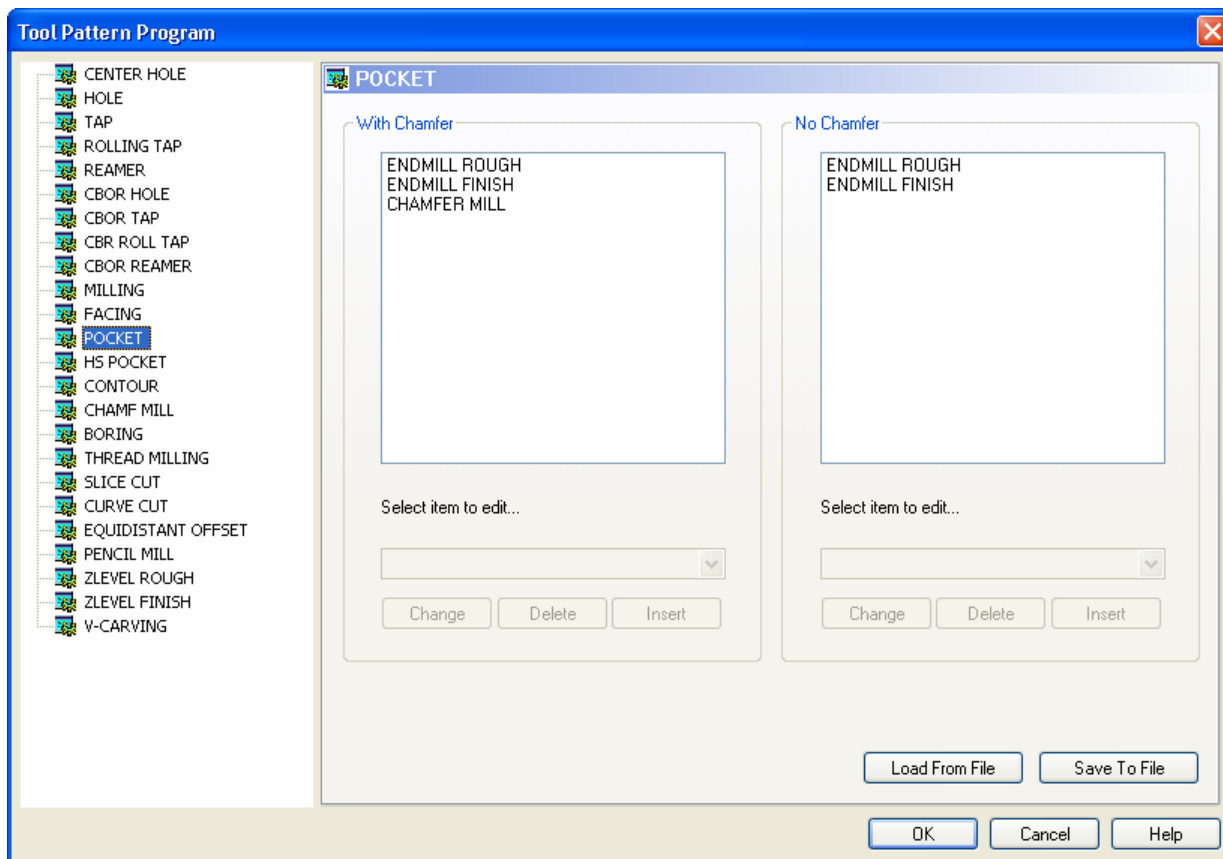 Tool Pattern Program
CENTER HOLE
HOLE
TAP
ROLLING TAP
REAMER
CBOR HOLE
CBOR TAP
CBR ROLL TAP
CBOR REAMER
MILLING
FACING
POCKET
HS POCKET
CONTOUR
CHAMF MILL
BORING
THREAD MILLING
SLICE CUT
CURVE CUT
EQUIDISTANT OFFSET
PENCIL MILL
ZLEVEL ROUGH
ZLEVEL FINISH
V-CARVING
POCKET
With Chamfer
ENDMILL ROUGH
ENDMILL FINISH
CHAMFER MILL
Select item to edit...
Change Delete Insert
No Chamfer
ENDMILL ROUGH
ENDMILL FINISH
Select item to edit...
Change Delete Insert
Load From File Save To File
OK Cancel Help